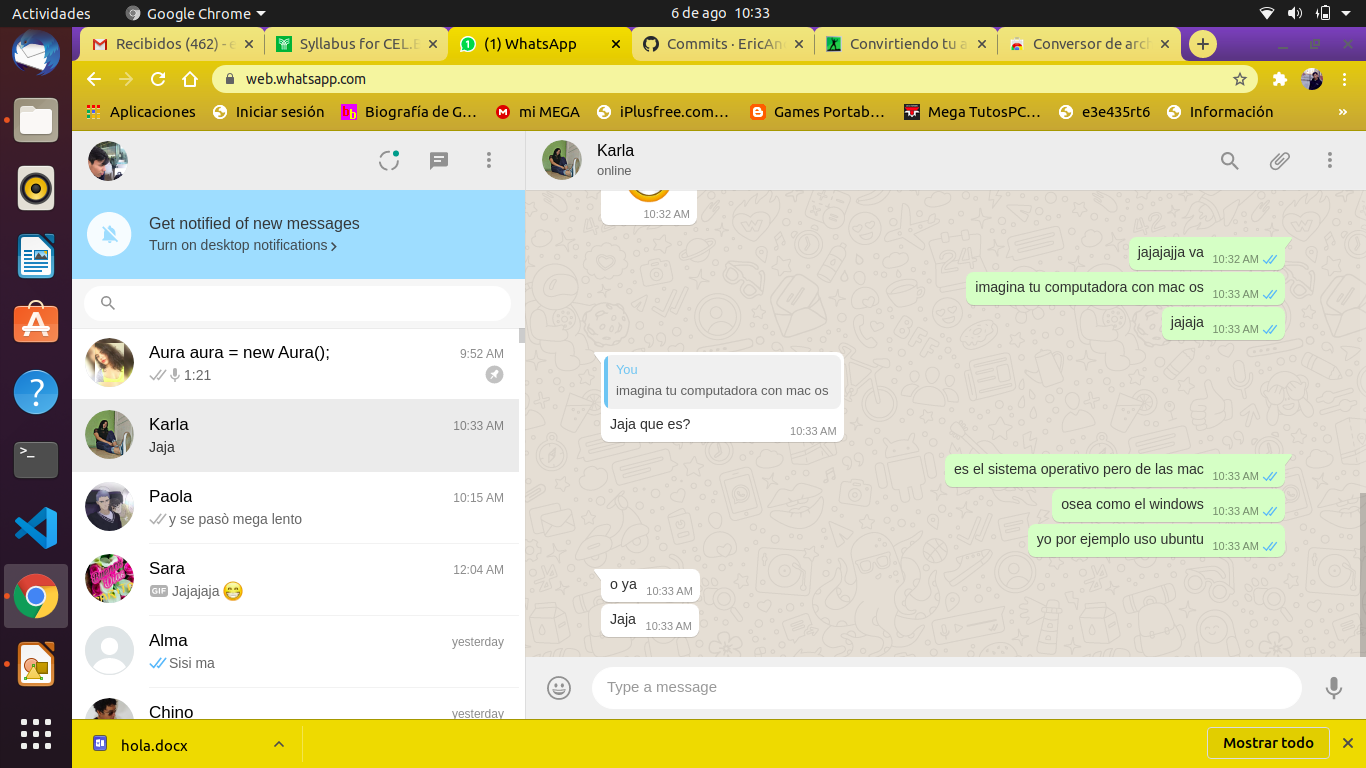 Actividades
Google Chrome
6 de ago 10:33
Recibidos (462) - e
Syllabus for CEL.E
(1) WhatsApp
Commits · EricAn
Convirtiendo tu a
Conversor de arch
web.whatsapp.com
Aplicaciones
Iniciar sesión
Biografía de G…
mi MEGA
iPlusfree.com…
Games Portab…
Mega TutosPC…
e3e435rt6
Información
»
Karla
online
Get notified of new messages
Turn on desktop notifications
Aura aura = new Aura();
9:52 AM
1:21
Karla
10:33 AM
Jaja
Paola
10:15 AM
y se pasò mega lento
Sara
12:04 AM
GIF Jajajaja
Alma
yesterday
Sisi ma
Chino
yesterday
10:32 AM
jajajajja va 10:32 AM
imagina tu computadora con mac os 10:33 AM
jajaja 10:33 AM
You
imagina tu computadora con mac os
Jaja que es? 10:33 AM
es el sistema operativo pero de las mac 10:33 AM
osea como el windows 10:33 AM
yo por ejemplo uso ubuntu 10:33 AM
o ya 10:33 AM
Jaja 10:33 AM
Type a message
hola.docx
Mostrar todo